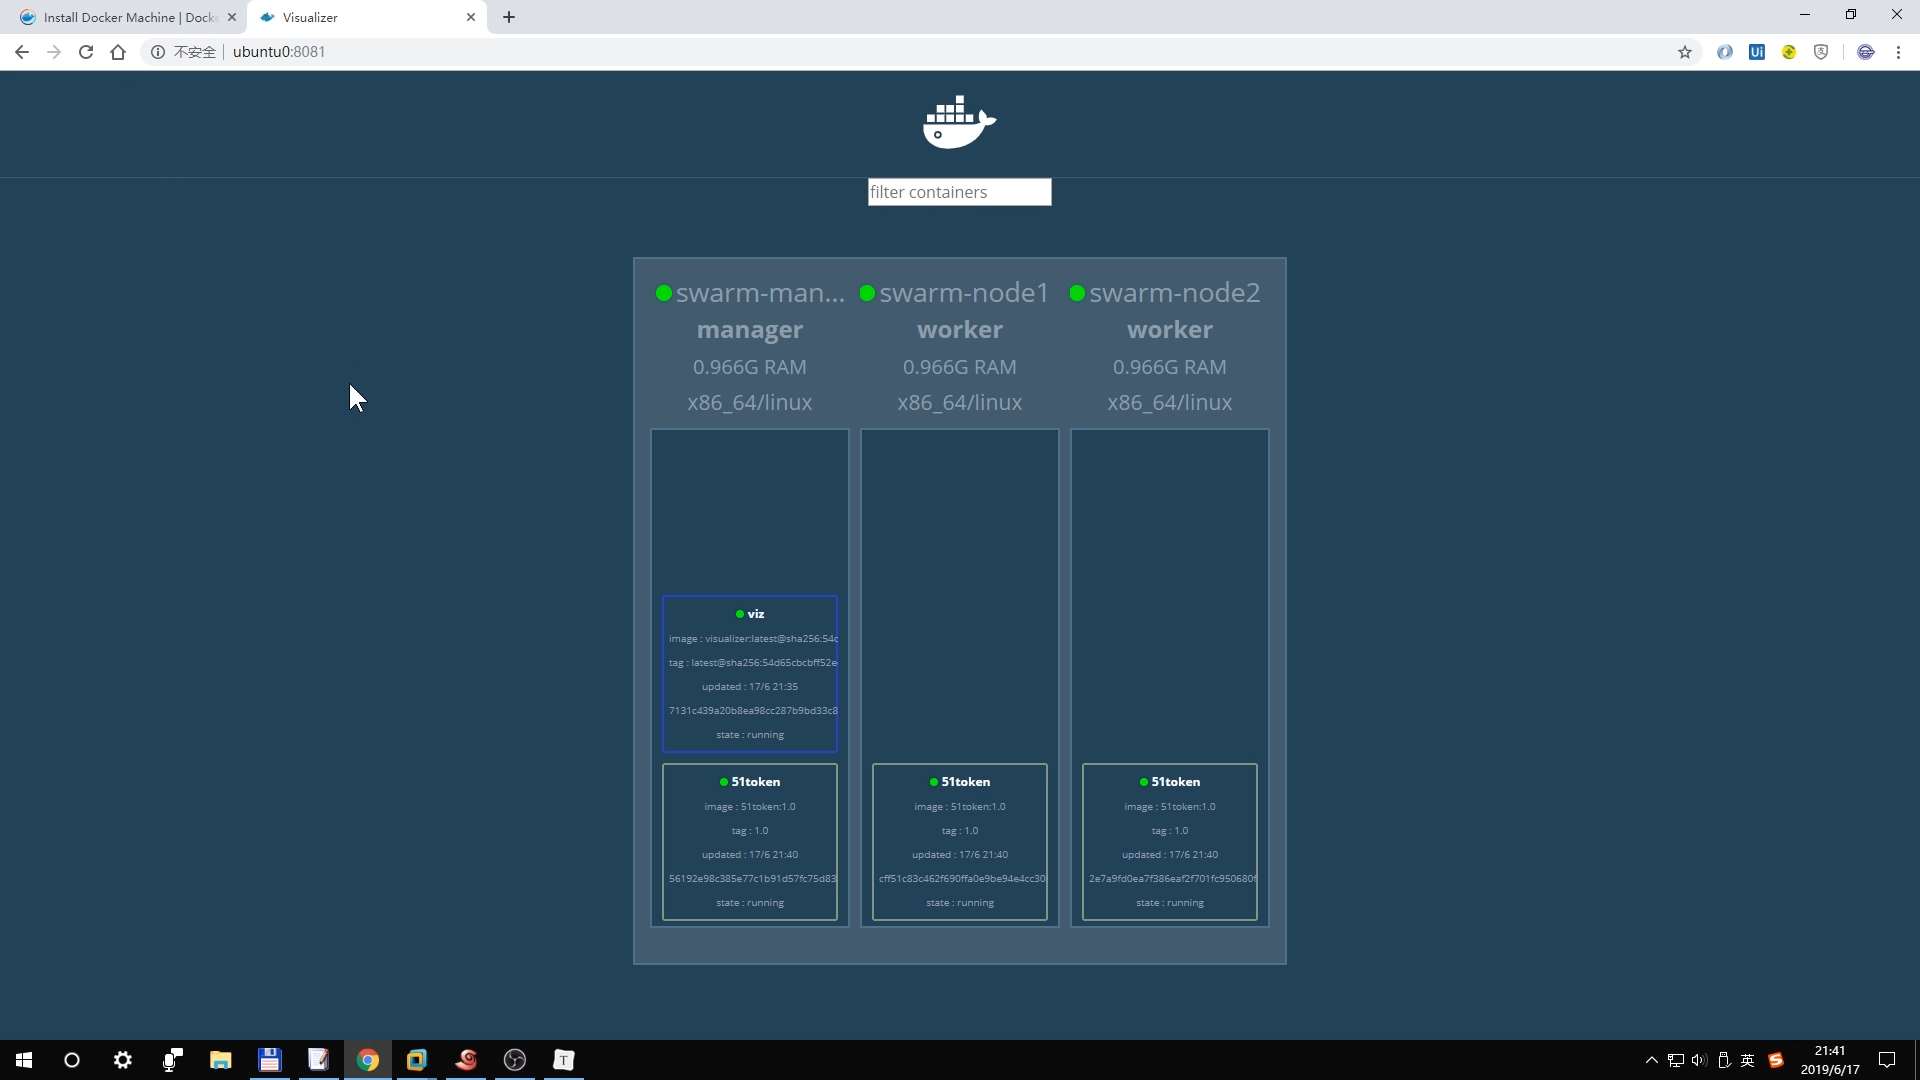 Install Docker Machine | Dock
Visualizer
不安全
ubuntu0:8081
filter containers
swarm-man...
manager
0.966G RAM
x86_64/linux
swarm-node1
worker
0.966G RAM
x86_64/linux
swarm-node2
worker
0.966G RAM
x86_64/linux
viz
image : visualizer:latest@sha256:54c
tag : latest@sha256:54d65cbcbff52e
updated : 17/6 21:35
7131c439a20b8ea98cc287b9bd33c8
state : running
51token
image : 51token:1.0
tag : 1.0
updated : 17/6 21:40
56192e98c385e77c1b91d57fc75d83
state : running
51token
image : 51token:1.0
tag : 1.0
updated : 17/6 21:40
cff51c83c462f690ffa0e9be94e4cc30
state : running
51token
image : 51token:1.0
tag : 1.0
updated : 17/6 21:40
2e7a9fd0ea7f386eaf2f701fc950680f
state : running
英
21:41
2019/6/17